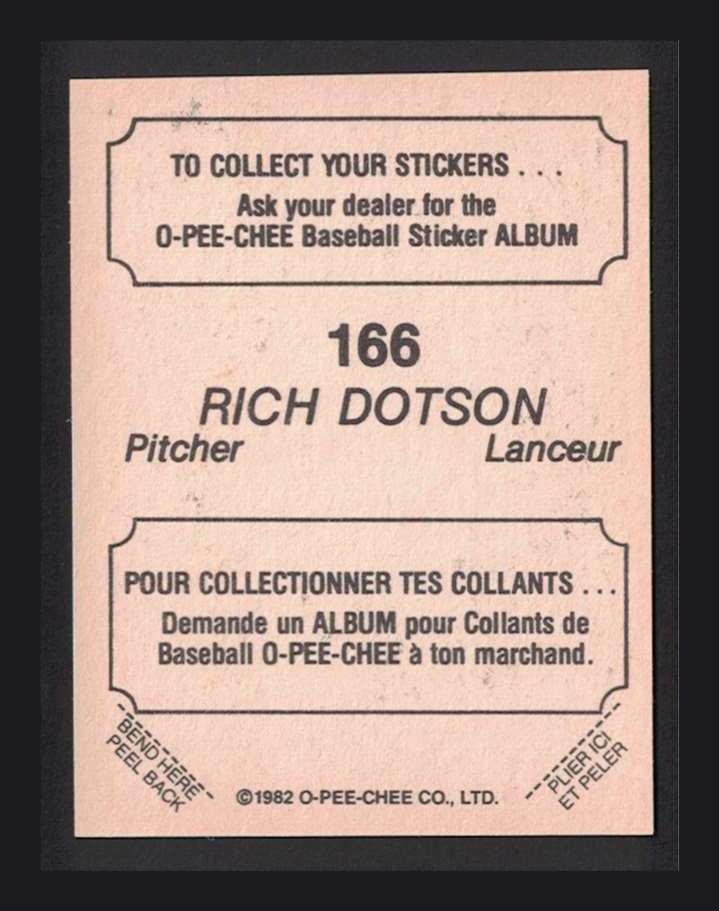 TO COLLECT YOUR STICKERS . . .
Ask your dealer for the
O-PEE-CHEE Baseball Sticker ALBUM
166
RICH DOTSON
Pitcher Lanceur
POUR COLLECTIONNER TES COLLANTS . . .
Demande un ALBUM pour Collants de
Baseball O-PEE-CHEE à ton marchand.
BEND HERE
PEEL BACK
©1982 O-PEE-CHEE CO., LTD.
PLIER ICI
ET PELER